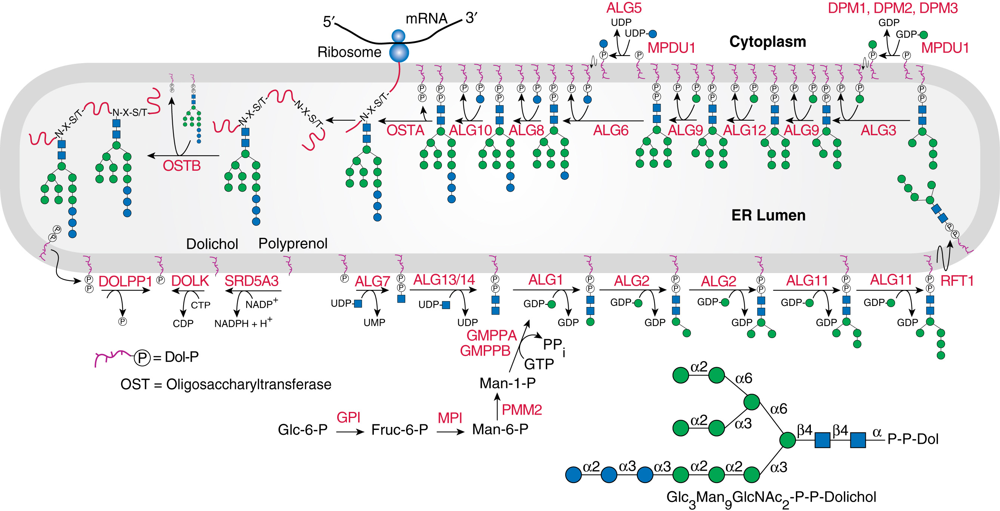 ALG5
DPM1, DPM2, DPM3
5′ mRNA 3′
UDP
GDP
UDP-
GDP-
Ribosome
MPDU1
Cytoplasm
MPDU1
P P P P
P P P P P P P P P P P P P P P P P P P P
P P P P P P P P P
P P
P P
N-X-S/T-
N-X-S/T-
N-X-S/T-
N-X-S/T-
-N-X-S/T-
OSTA ALG10 ALG8 ALG6 ALG9 ALG12 ALG9 ALG3
OSTB
ER Lumen
P
P
P
P
Dolichol Polyprenol
P P P P P P P P P P P
DOLPP1 DOLK SRD5A3 ALG7 ALG13/14 ALG1 ALG2 ALG2 ALG11 ALG11 RFT1
P P P P P P P P P
CTP NADP+ UDP- UDP- GDP- GDP- GDP- GDP- GDP-
P CDP NADPH + H+ UMP UDP GDP GDP GDP GDP GDP
GMPPA
GMPPB
PPi
GTP
P = Dol-P
OST = Oligosaccharyltransferase
Man-1-P
PMM2
GPI MPI
Glc-6-P Fruc-6-P Man-6-P
α2 α6
α6
α2 α3
β4 β4 α P-P-Dol
α2 α3 α3 α2 α2 α3
Glc3Man9GlcNAc2-P-P-Dolichol